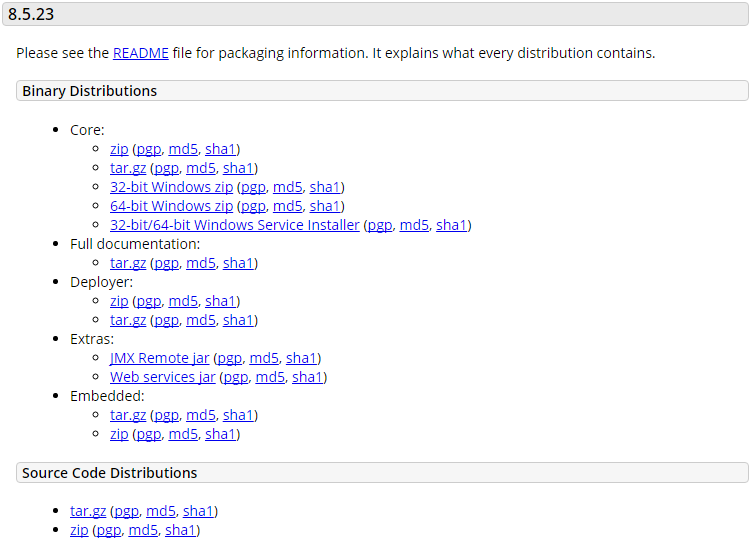 8.5.23
Please see the README file for packaging information. It explains what every distribution contains.
Binary Distributions
Core:
zip (pgp, md5, sha1)
tar.gz (pgp, md5, sha1)
32-bit Windows zip (pgp, md5, sha1)
64-bit Windows zip (pgp, md5, sha1)
32-bit/64-bit Windows Service Installer (pgp, md5, sha1)
Full documentation:
tar.gz (pgp, md5, sha1)
Deployer:
zip (pgp, md5, sha1)
tar.gz (pgp, md5, sha1)
Extras:
JMX Remote jar (pgp, md5, sha1)
Web services jar (pgp, md5, sha1)
Embedded:
tar.gz (pgp, md5, sha1)
zip (pgp, md5, sha1)
Source Code Distributions
tar.gz (pgp, md5, sha1)
zip (pgp, md5, sha1)